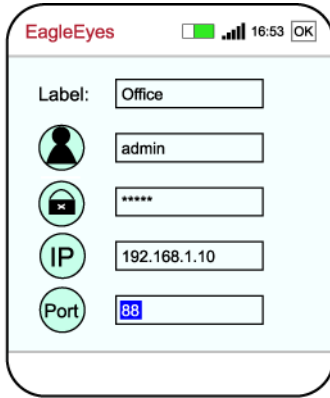 EagleEyes 16:53 OK
Label: Office
admin
*****
IP 192.168.1.10
Port 88